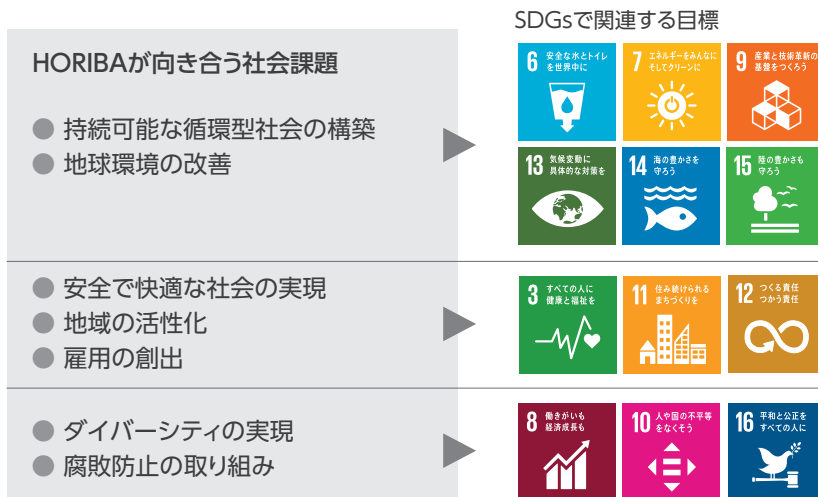 SDGsで関連する目標
HORIBAが向き合う社会課題
● 持続可能な循環型社会の構築
● 地球環境の改善
6 安全な水とトイレ
を世界中に
7 エネルギーをみんなに
そしてクリーンに
9 産業と技術革新の
基盤をつくろう
13 気候変動に
具体的な対策を
14 海の豊かさを
守ろう
15 陸の豊かさも
守ろう
● 安全で快適な社会の実現
● 地域の活性化
● 雇用の創出
3 すべての人に
健康と福祉を
11 住み続けられる
まちづくりを
12 つくる責任
つかう責任
● ダイバーシティの実現
● 腐敗防止の取り組み
8 働きがいも
経済成長も
10 人や国の不平等
をなくそう
16 平和と公正を
すべての人に